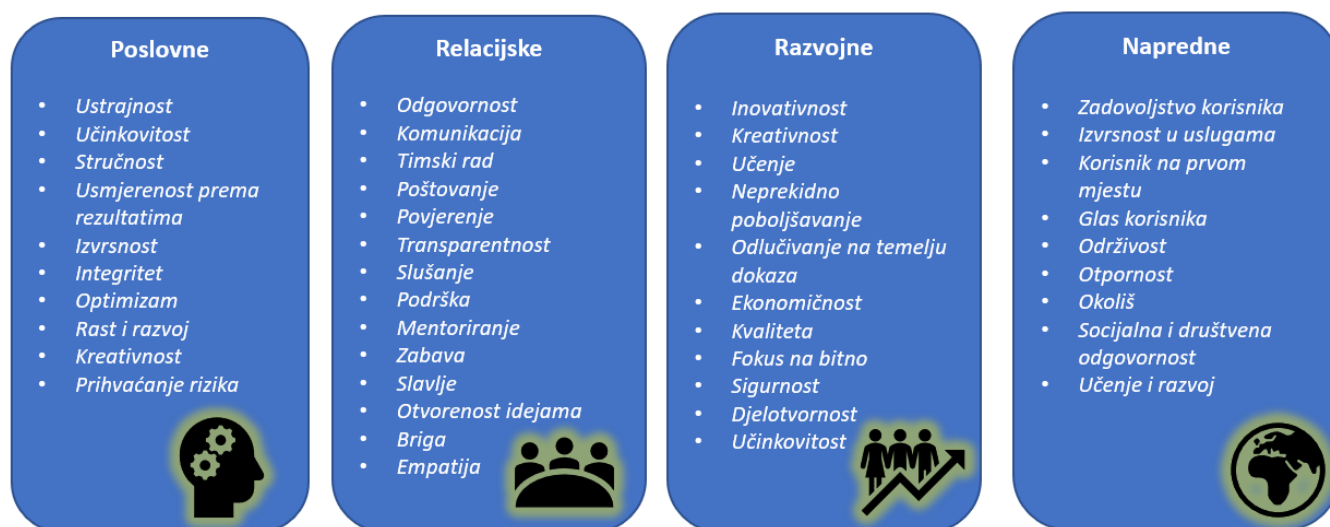 Poslovne
• Ustrajnost
• Učinkovitost
• Stručnost
• Usmjerenost prema
rezultatima
• Izvrsnost
• Integritet
• Optimizam
• Rast i razvoj
• Kreativnost
• Prihvaćanje rizika
Relacijske
• Odgovornost
• Komunikacija
• Timski rad
• Poštovanje
• Povjerenje
• Transparentnost
• Slušanje
• Podrška
• Mentoriranje
• Zabava
• Slavlje
• Otvorenost idejama
• Briga
• Empatija
Razvojne
• Inovativnost
• Kreativnost
• Učenje
• Neprekidno
poboljšavanje
• Odlučivanje na temelju
dokaza
• Ekonomičnost
• Kvaliteta
• Fokus na bitno
• Sigurnost
• Djelotvornost
• Učinkovitost
Napredne
• Zadovoljstvo korisnika
• Izvrsnost u uslugama
• Korisnik na prvom
mjestu
• Glas korisnika
• Održivost
• Otpornost
• Okoliš
• Socijalna i društvena
odgovornost
• Učenje i razvoj